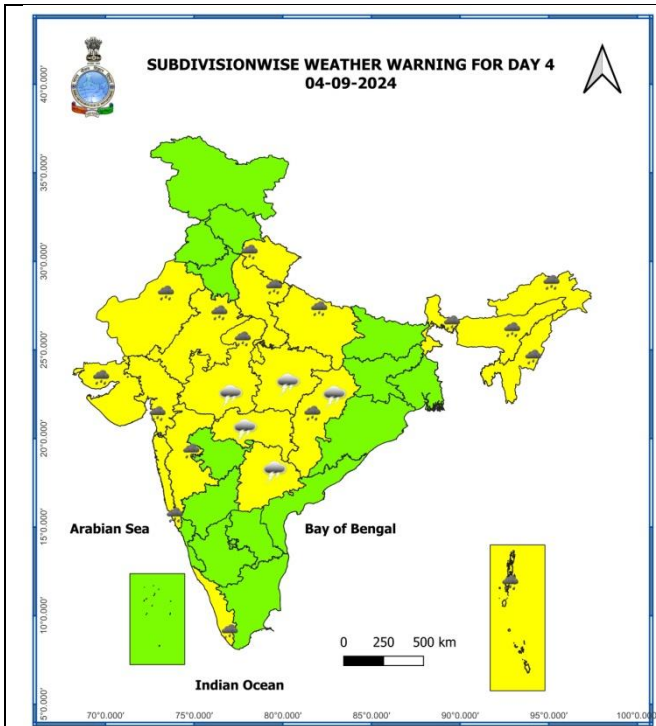 SUBDIVISIONWISE WEATHER WARNING FOR DAY 4
04-09-2024
40°0.000'
35°0.000'
30°0.000'
25°0.000'
20°0.000'
15°0.000'
10°0.000'
5°0.000'
Arabian Sea
Bay of Bengal
0 250 500 km
Indian Ocean
70°0.000' 75°0.000' 80°0.000' 85°0.000' 90°0.000' 95°0.000' 100°0.000'